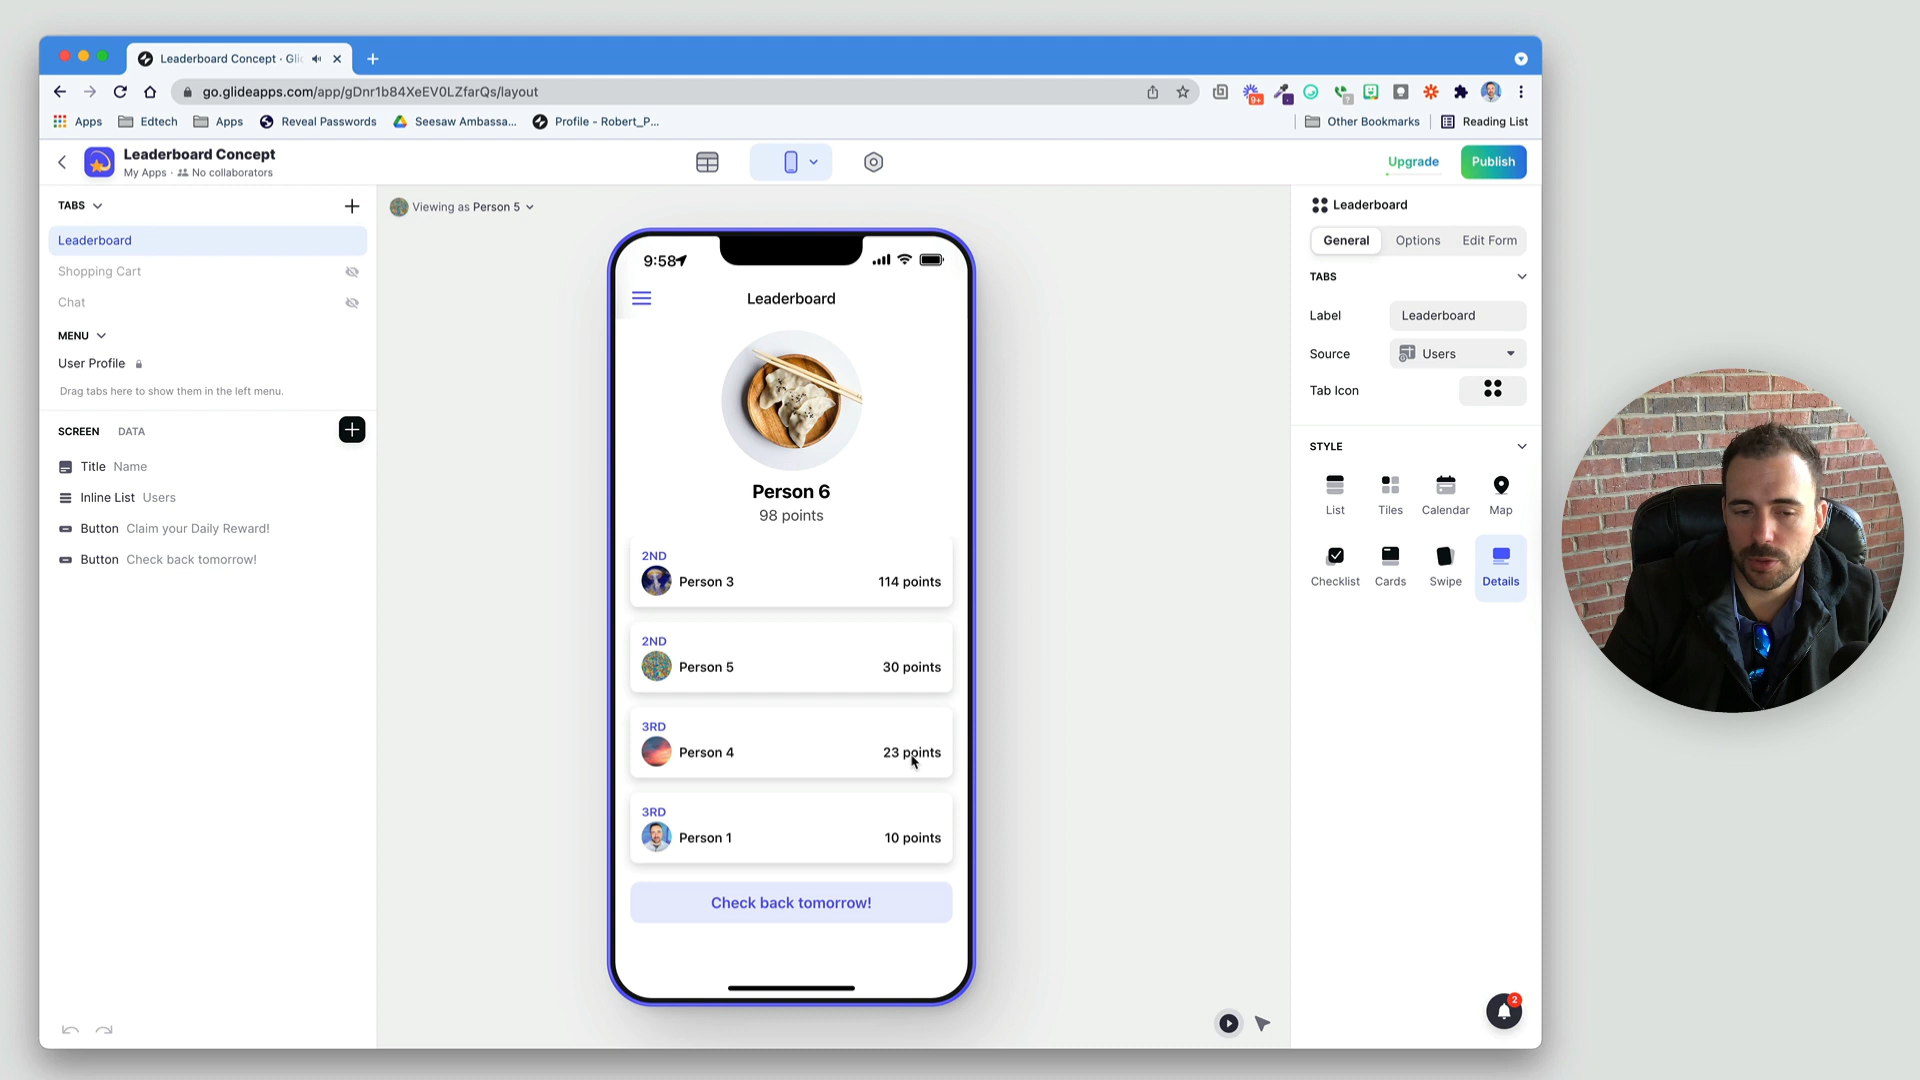 Leaderboard Concept · Gli
go.glideapps.com/app/gDnr1b84XeEV0LZfarQs/layout
9+
7
Apps
Edtech
Apps
Reveal Passwords
Seesaw Ambassa...
Profile - Robert_P...
Other Bookmarks
Reading List
Leaderboard Concept
My Apps · No collaborators
Upgrade
Publish
TABS
Leaderboard
Shopping Cart
Chat
MENU
User Profile
Drag tabs here to show them in the left menu.
SCREEN DATA
Title Name
Inline List Users
Button Claim your Daily Reward!
Button Check back tomorrow!
Viewing as Person 5
9:58
Leaderboard
Person 6
98 points
2ND
Person 3 114 points
2ND
Person 5 30 points
3RD
Person 4 23 points
3RD
Person 1 10 points
Check back tomorrow!
Leaderboard
General Options Edit Form
TABS
Label Leaderboard
Source Users
Tab Icon
STYLE
List Tiles Calendar Map
Checklist Cards Swipe Details
2